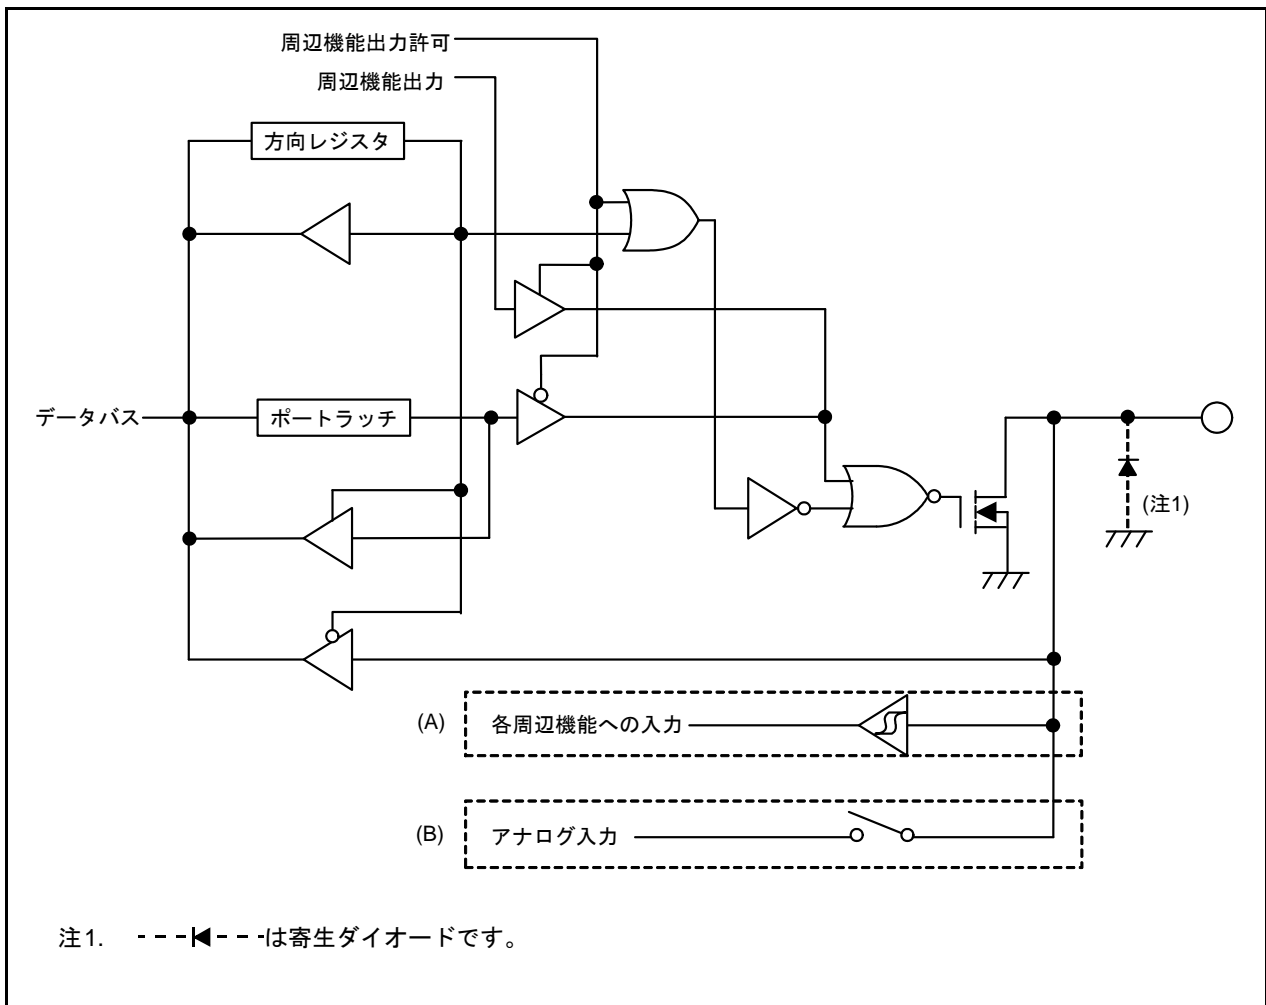 周辺機能出力許可
周辺機能出力
方向レジスタ
データバス
ポートラッチ
(注1)
(A)
各周辺機能への入力
(B)
アナログ入力
注1. は寄生ダイオードです。